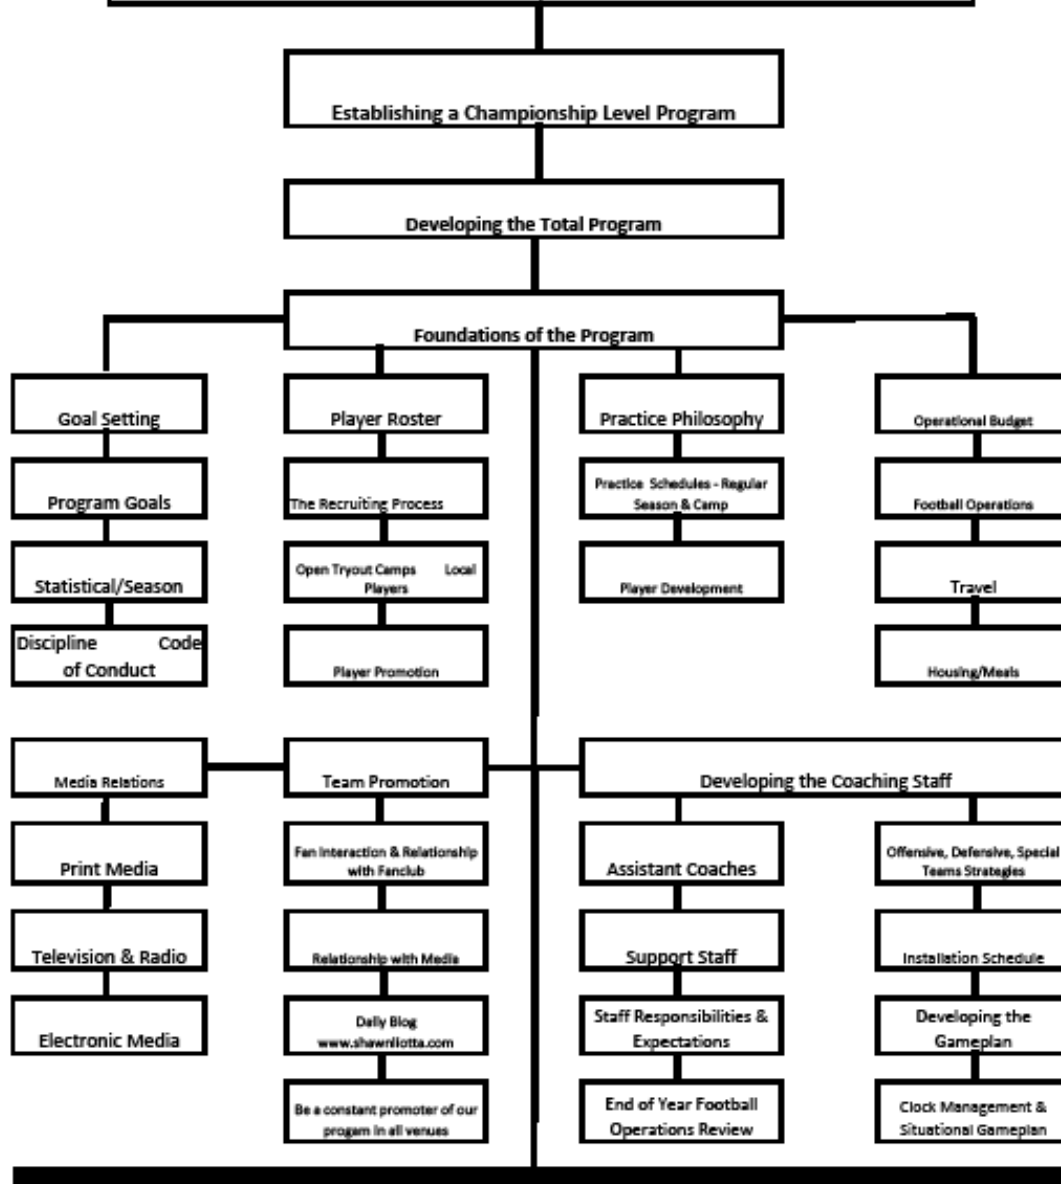 Establishing a Championship Level Program
Developing the Total Program
Foundations of the Program
Goal Setting
Player Roster
Practice Philosophy
Operational Budget
Program Goals
The Recruiting Process
Practice Schedules - Regular
Season & Camp
Football Operations
Statistical/Season
Open Tryout Camps Local
Players
Player Development
Travel
Discipline Code
of Conduct
Player Promotion
Housing/Meals
Media Relations
Team Promotion
Developing the Coaching Staff
Print Media
Fan Interaction & Relationship
with Fanclub
Assistant Coaches
Offensive, Defensive, Special
Teams Strategies
Television & Radio
Relationship with Media
Support Staff
Installation Schedule
Electronic Media
Daily Blog
www.shawnliotta.com
Staff Responsibilities &
Expectations
Developing the
Gameplan
Be a constant promoter of our
progam in all venues
End of Year Football
Operations Review
Clock Management &
Situational Gameplan